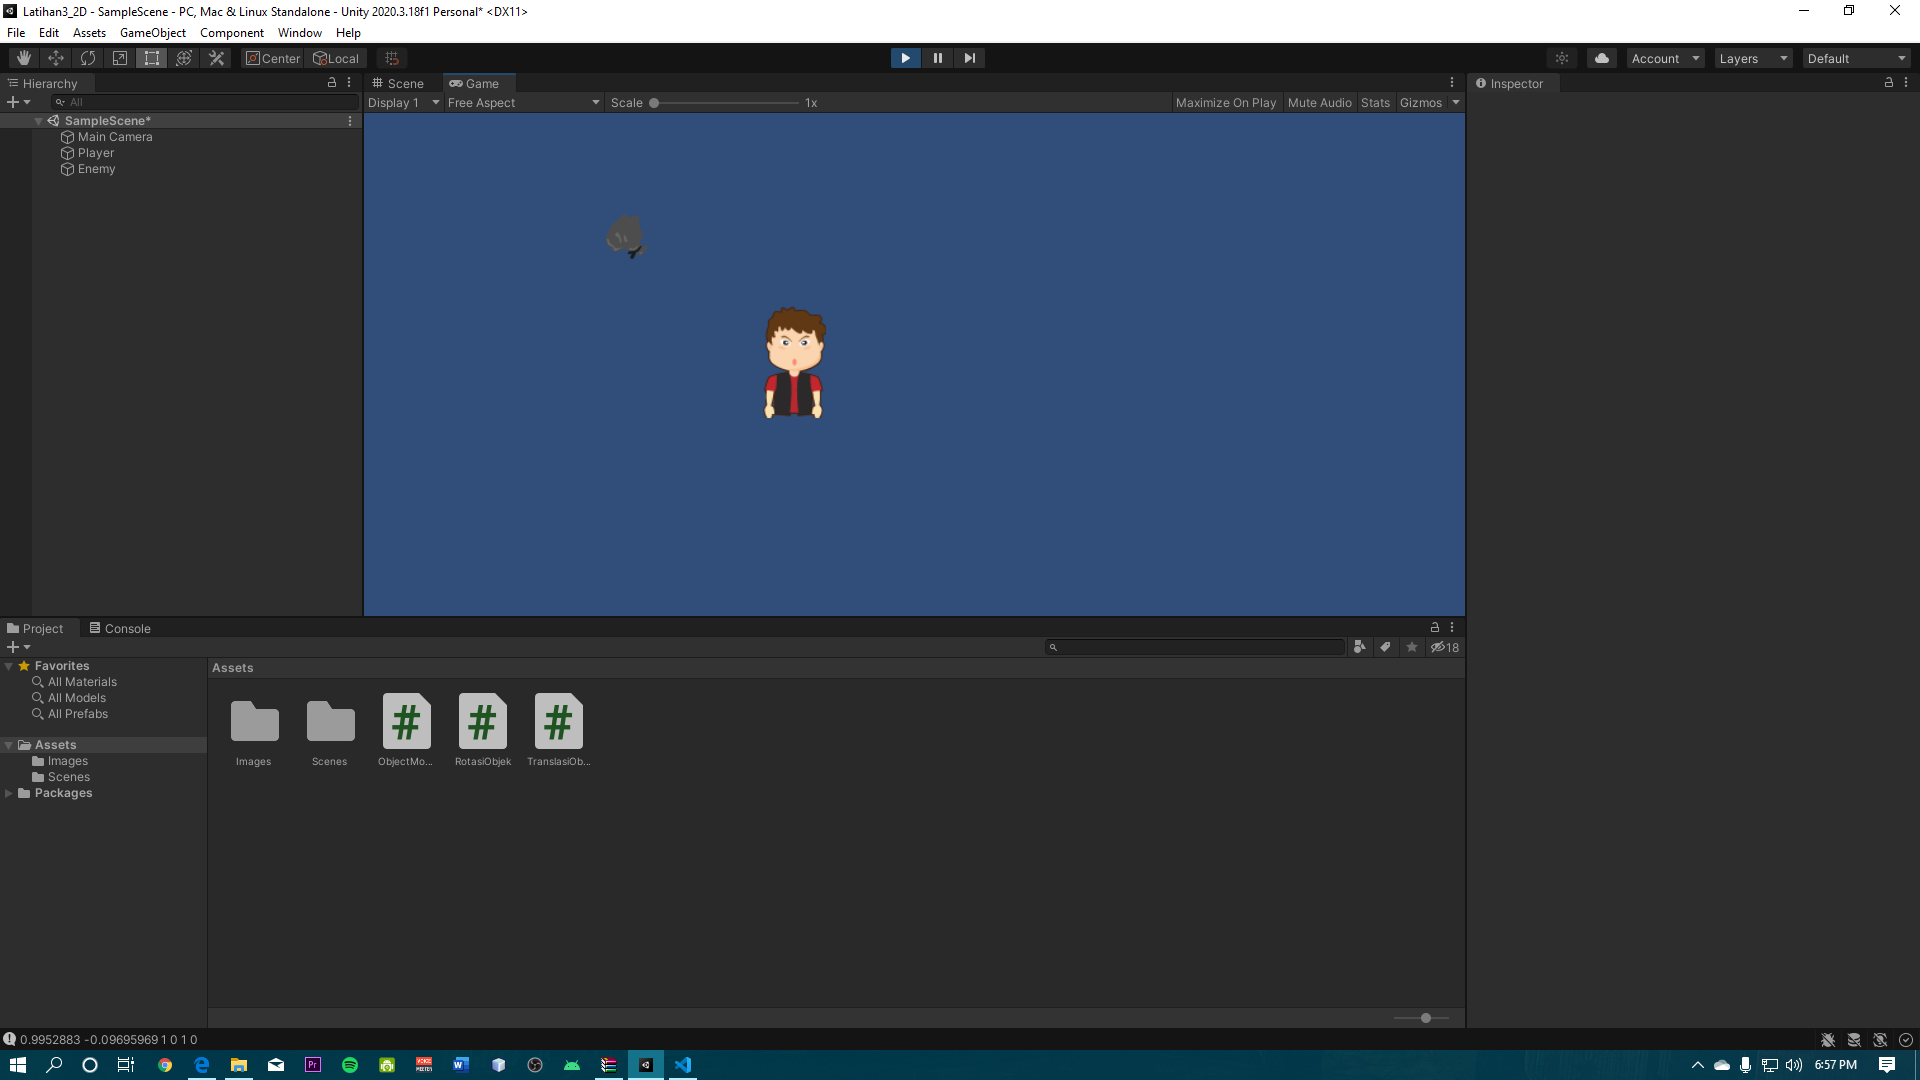 Latihan3_2D - SampleScene - PC, Mac & Linux Standalone - Unity 2020.3.18f1 Personal* <DX11>
File Edit Assets GameObject Component Window Help
Center Local Account Layers Default
Hierarchy
All
SampleScene*
Main Camera
Player
Enemy
Scene Game
Display 1 Free Aspect Scale 1x Maximize On Play Mute Audio Stats Gizmos
Inspector
Project Console
18
Favorites
All Materials
All Models
All Prefabs
Assets
Images
Scenes
Packages
Assets
Images Scenes ObjectMo... RotasiObjek TranslasiOb...
0.9952883 -0.09695969 1 0 1 0
Pr
W
6:57 PM